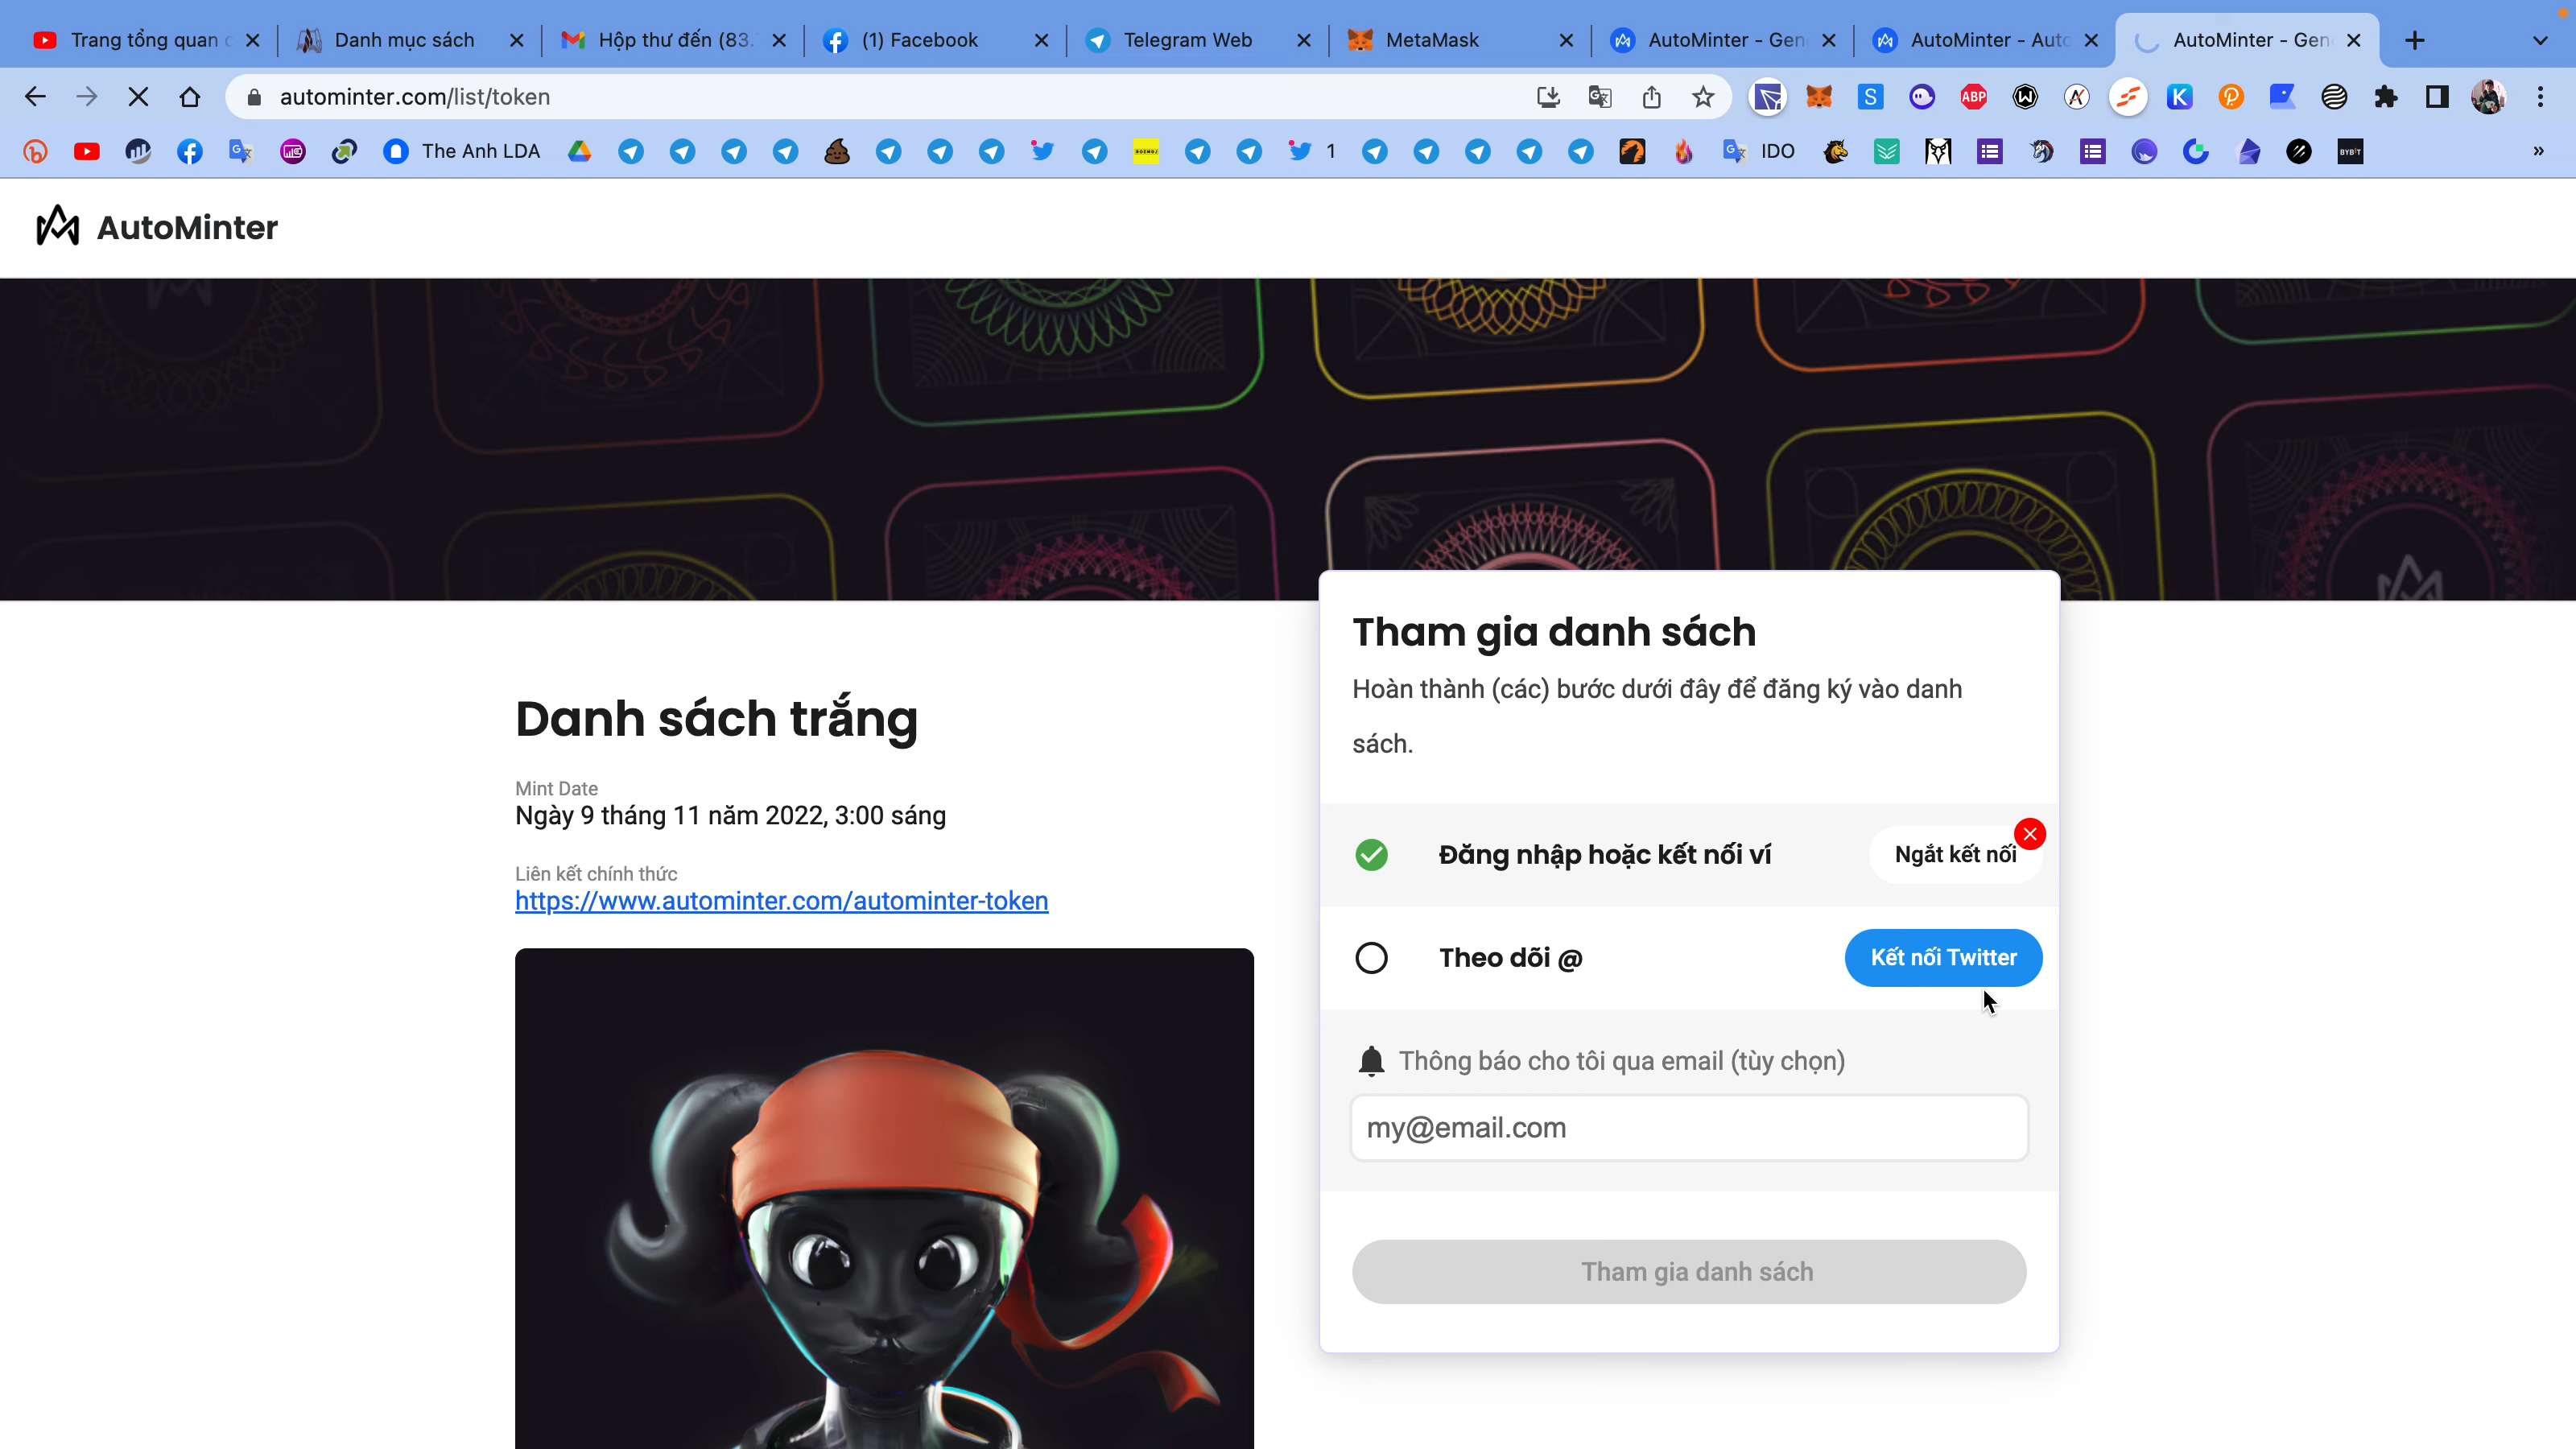 Trang tổng quan c
Danh mục sách
Hộp thư đến (83.
(1) Facebook
Telegram Web
MetaMask
AutoMinter - Gen
AutoMinter - Auto
AutoMinter - Gen
autominter.com/list/token
ABP
The Anh LDA
1
IDO
BYBIT
AutoMinter
Danh sách trắng
Mint Date
Ngày 9 tháng 11 năm 2022, 3:00 sáng
Liên kết chính thức
https://www.autominter.com/autominter-token
Tham gia danh sách
Hoàn thành (các) bước dưới đây để đăng ký vào danh
sách.
Đăng nhập hoặc kết nối ví
Ngắt kết nối
Theo dõi @
Kết nối Twitter
Thông báo cho tôi qua email (tùy chọn)
my@email.com
Tham gia danh sách